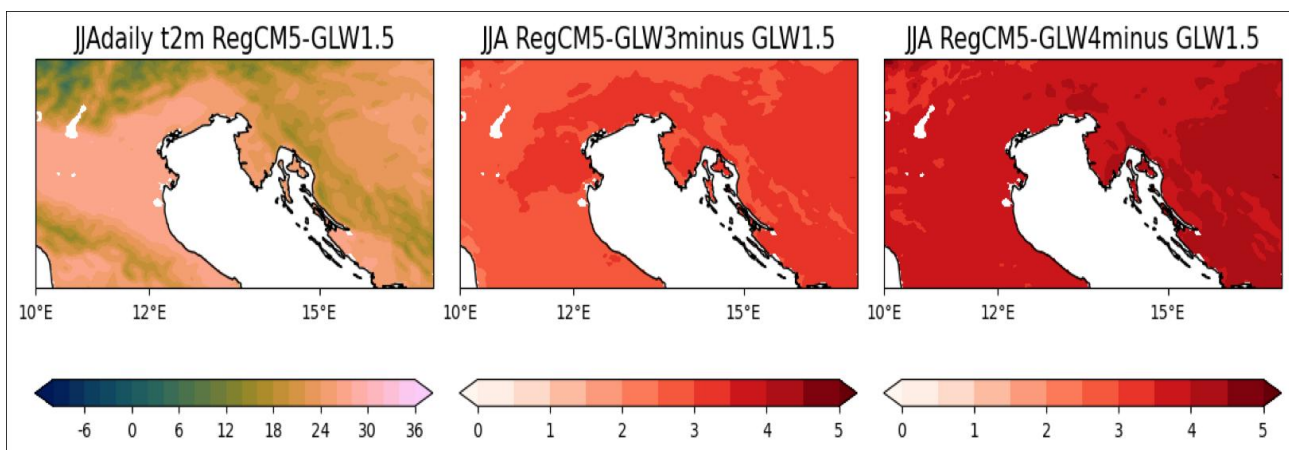 JJAdaily t2m RegCM5-GLW1.5
JJA RegCM5-GLW3minus GLW1.5
JJA RegCM5-GLW4minus GLW1.5
10°E 12°E 15°E
10°E 12°E 15°E
10°E 12°E 15°E
-6 0 6 12 18 24 30 36
0 1 2 3 4 5
0 1 2 3 4 5